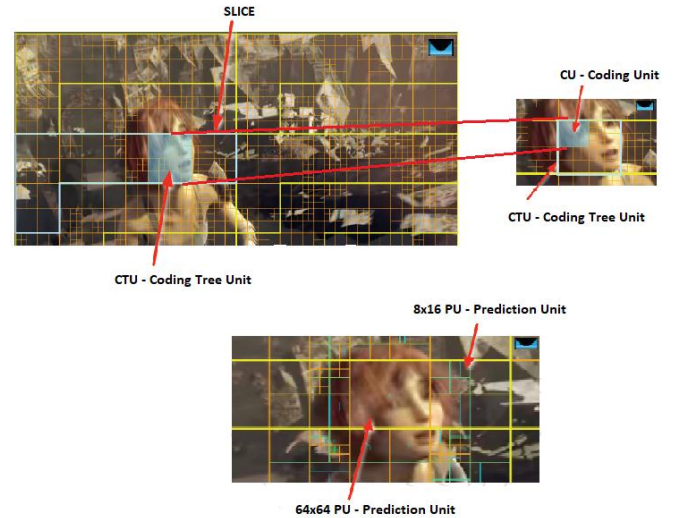 SLICE
CU - Coding Unit
CTU - Coding Tree Unit
CTU - Coding Tree Unit
8x16 PU - Prediction Unit
64x64 PU - Prediction Unit